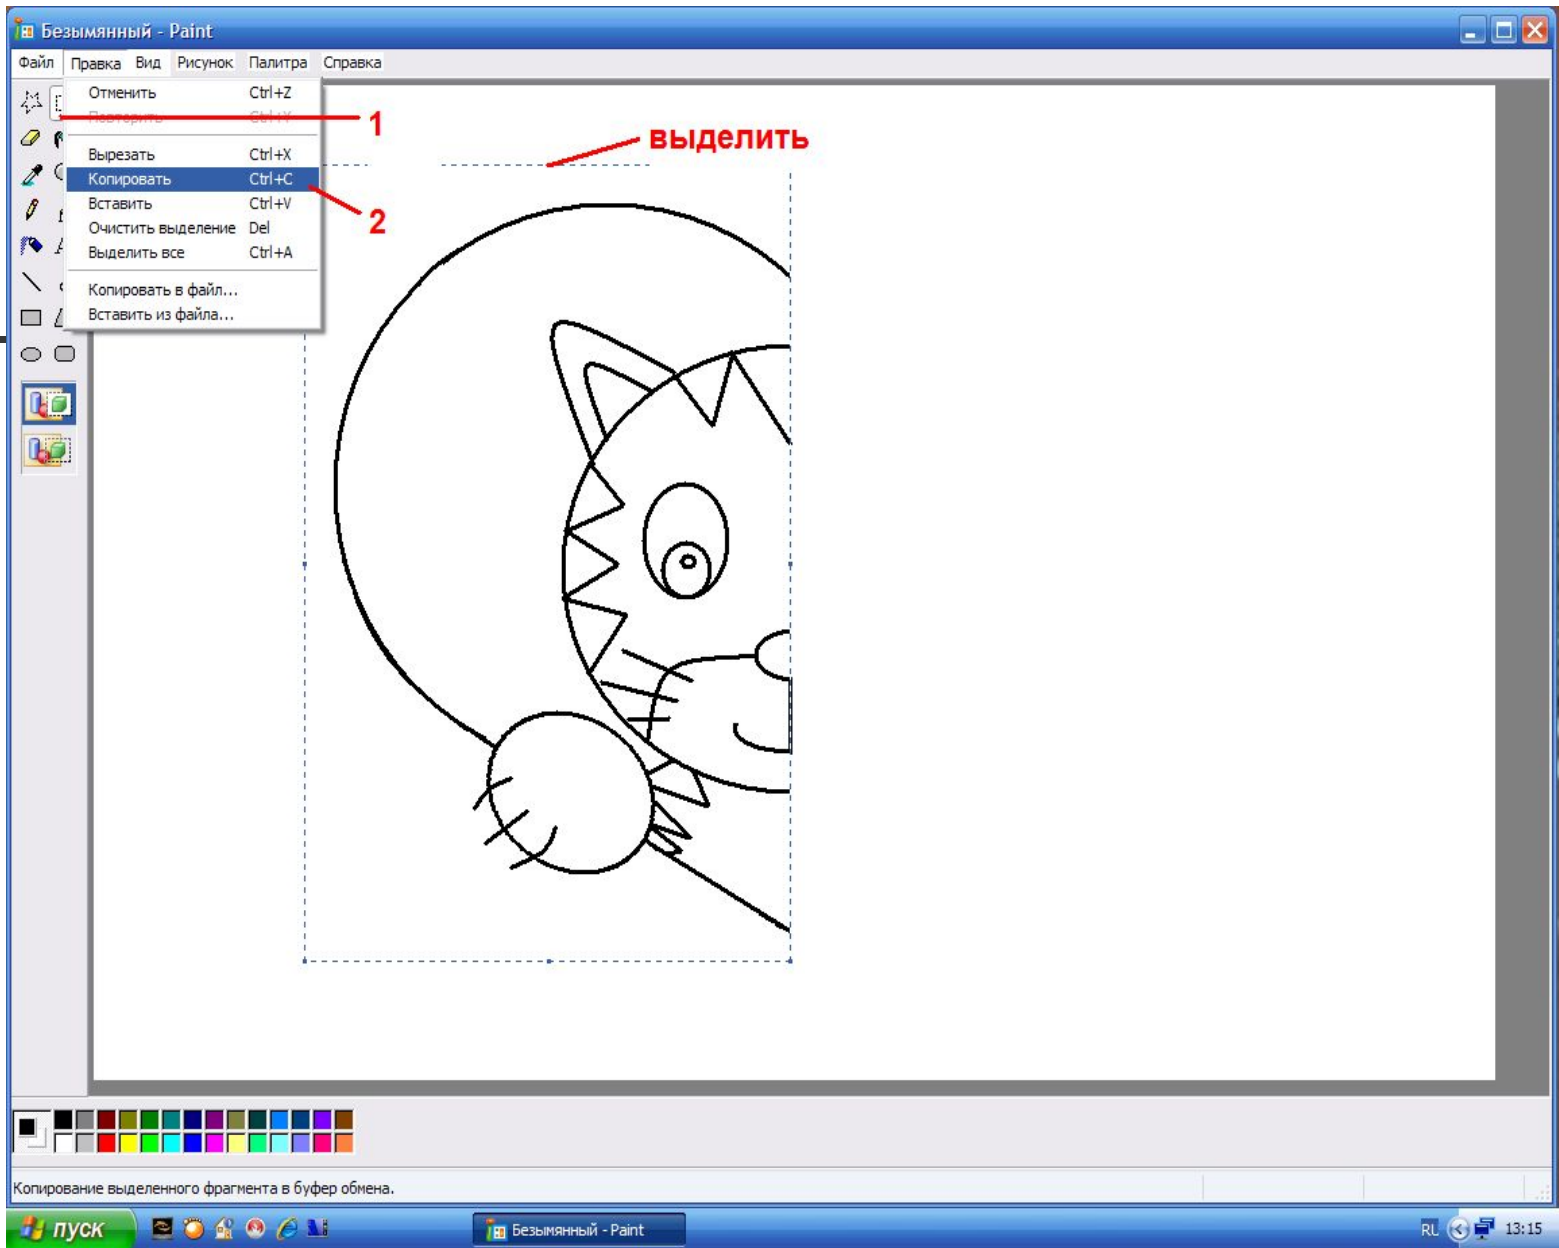 Безымянный - Paint
Файл Правка Вид Рисунок Палитра Справка
Отменить Ctrl+Z
Повторить Ctrl+Y
1
выделить
Вырезать Ctrl+X
Копировать Ctrl+C
2
Вставить Ctrl+V
Очистить выделение Del
Выделить все Ctrl+A
Копировать в файл...
Вставить из файла...
Копирование выделенного фрагмента в буфер обмена.
пуск Безымянный - Paint RL 13:15